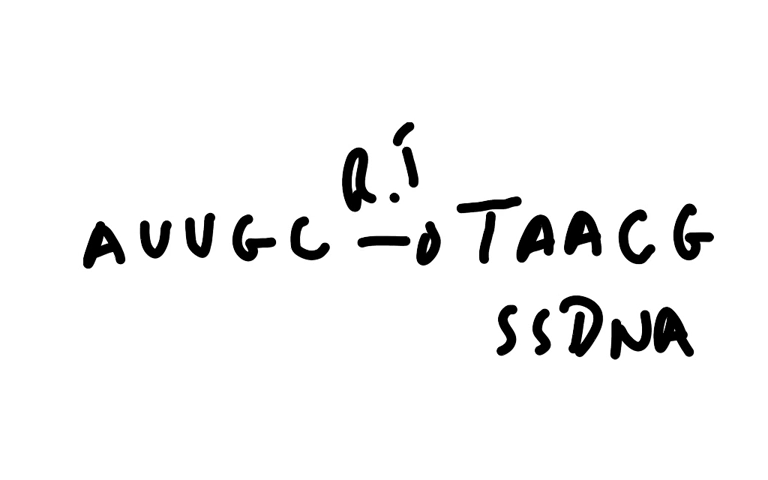 R.T
AUUGC → TAACG
SSDNA